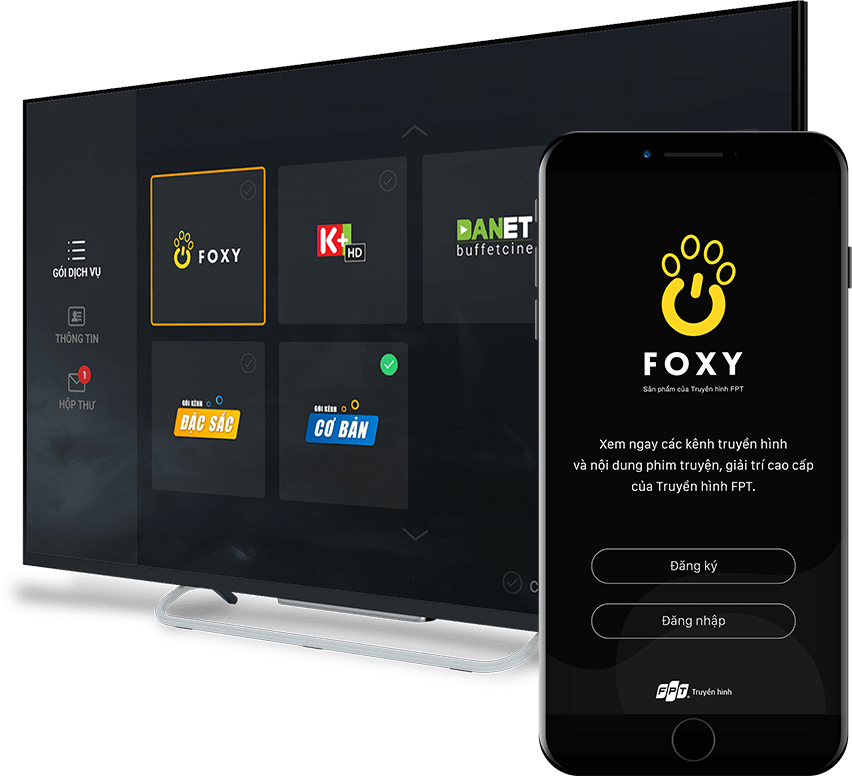 GÓI DỊCH VỤ
THÔNG TIN
1
HỘP THƯ
FOXY
K+
HD
DANET
buffetcine
GÓI KÊNH
ĐẶC SẮC
GÓI KÊNH
CƠ BẢN
C
FOXY
Sản phẩm của Truyền hình FPT
Xem ngay các kênh truyền hình
và nội dung phim truyện, giải trí cao cấp
của Truyền hình FPT.
Đăng ký
Đăng nhập
FPT Truyền hình